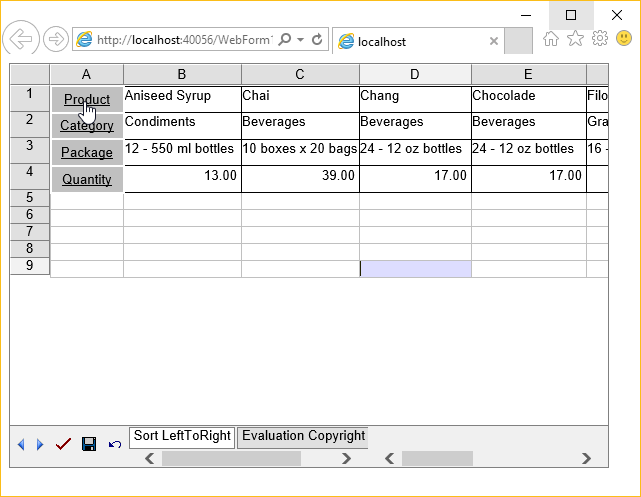 http://localhost:40056/WebForm1
localhost
A B C D E
1 Product Aniseed Syrup Chai Chang Chocolade Filo
2 Category Condiments Beverages Beverages Beverages Gra
3 Package 12 - 550 ml bottles 10 boxes x 20 bags 24 - 12 oz bottles 24 - 12 oz bottles 16 -
4 Quantity 13.00 39.00 17.00 17.00
5
6
7
8
9
Sort LeftToRight Evaluation Copyright